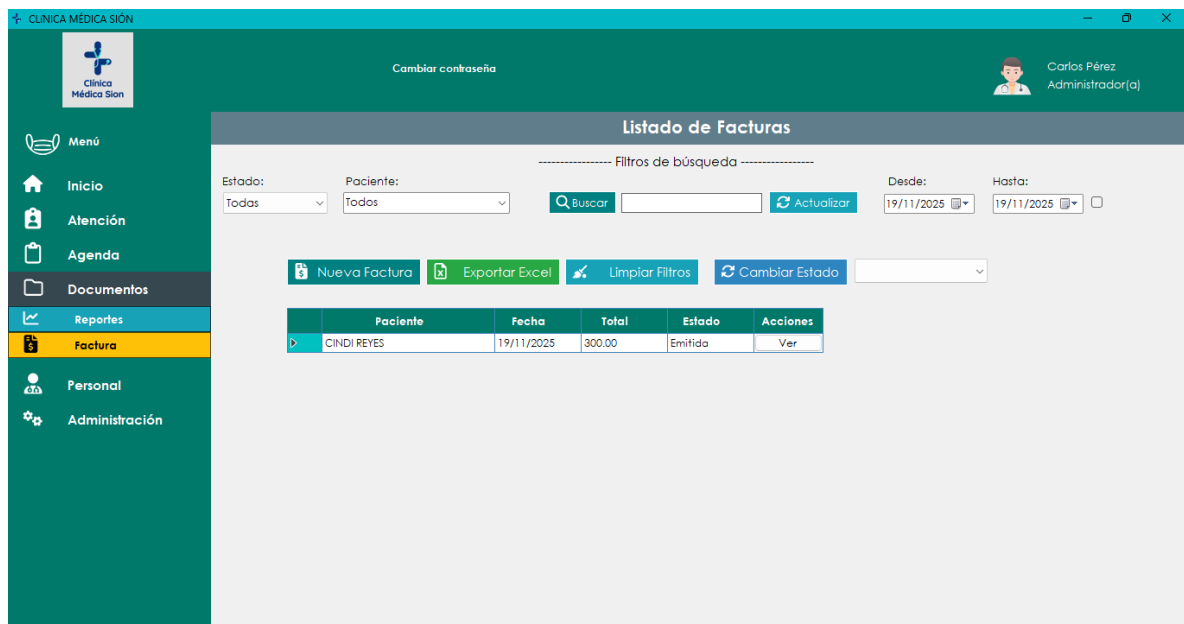 CLíNICA MÉDICA SIÓN
Clínica
Médica Sion
Cambiar contraseña
Carlos Pérez
Administrador(a)
Menú
Inicio
Atención
Agenda
Documentos
Reportes
Factura
Personal
Administración
Listado de Facturas
----------------- Filtros de búsqueda -----------------
Estado: Paciente: Desde: Hasta:
Todas Todos Buscar Actualizar 19/11/2025 19/11/2025
Nueva Factura Exportar Excel Limpiar Filtros Cambiar Estado
Paciente Fecha Total Estado Acciones
CINDI REYES 19/11/2025 300.00 Emitida Ver